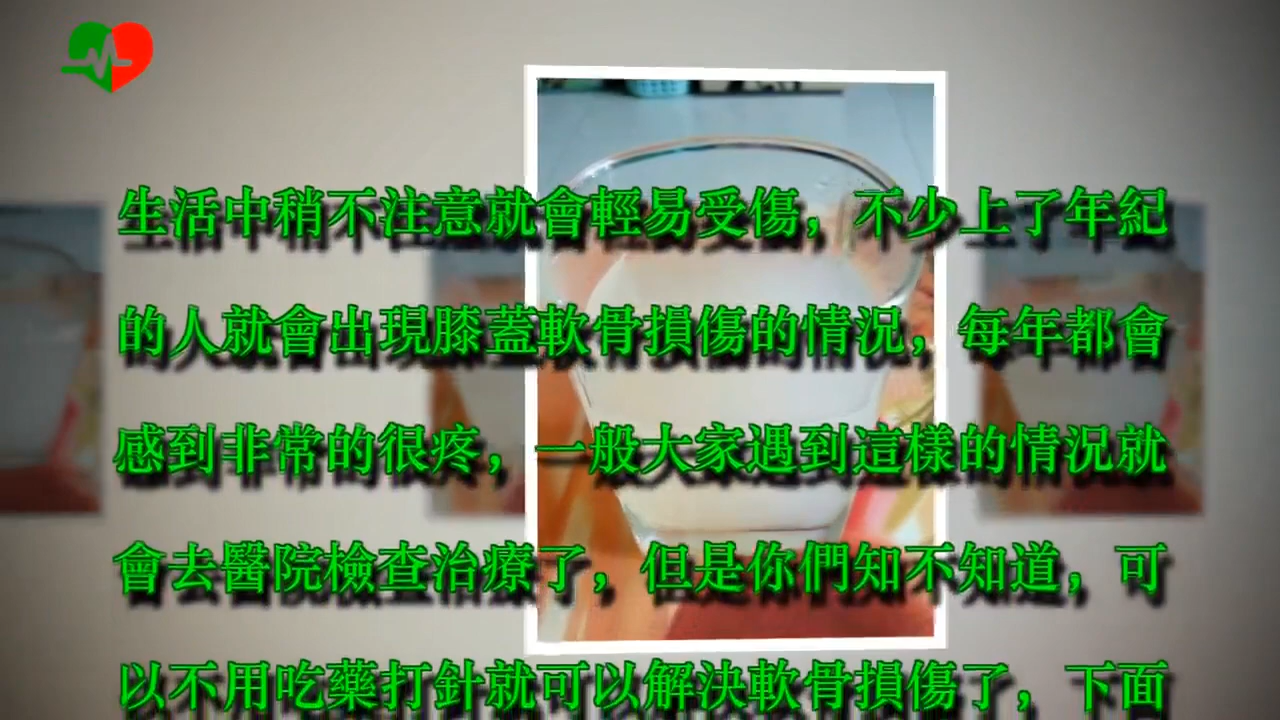 生活中稍不注意就會輕易受傷，不少上了年紀
的人就會出現膝蓋軟骨損傷的情況，每年都會
感到非常的很疼，一般大家遇到這樣的情況就
會去醫院檢查治療了，但是你們知不知道，可
以不用吃藥打針就可以解決軟骨損傷了，下面